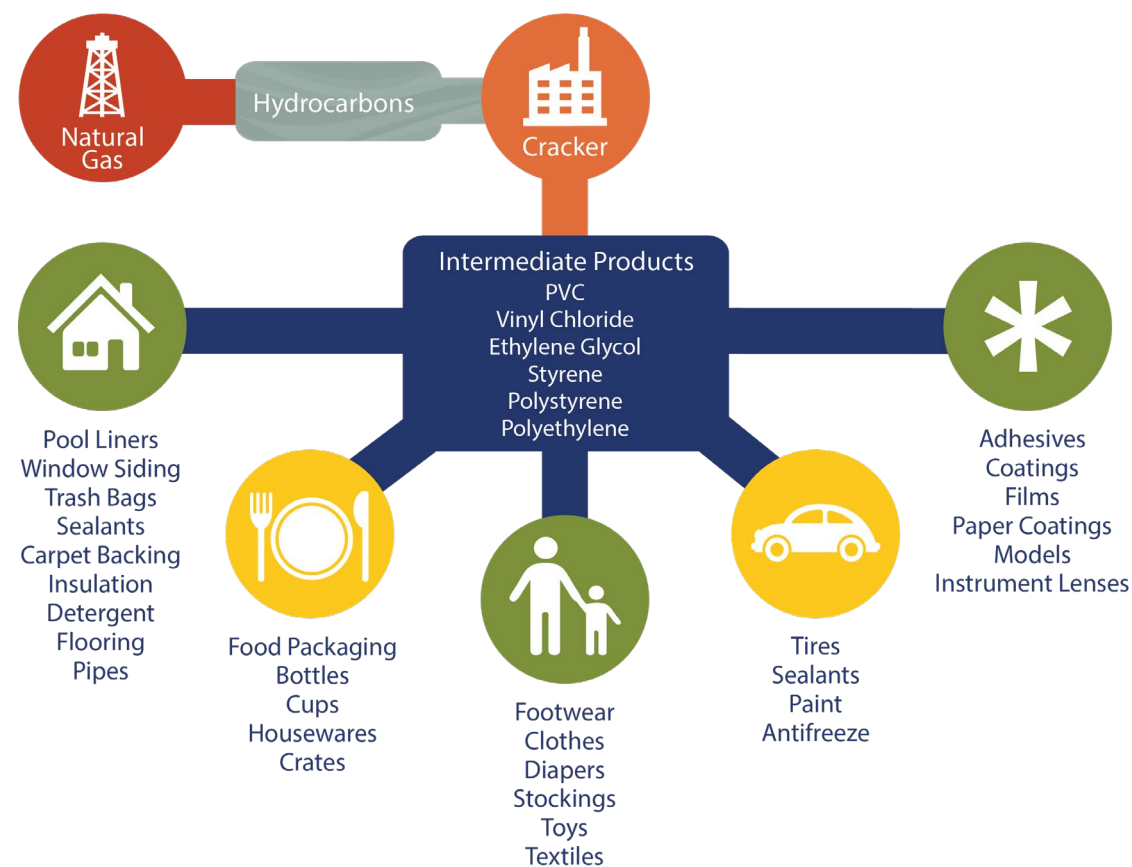 Natural
Gas
Hydrocarbons
Cracker
Intermediate Products
PVC
Vinyl Chloride
Ethylene Glycol
Styrene
Polystyrene
Polyethylene
Pool Liners
Window Siding
Trash Bags
Sealants
Carpet Backing
Insulation
Detergent
Flooring
Pipes
Food Packaging
Bottles
Cups
Housewares
Crates
Footwear
Clothes
Diapers
Stockings
Toys
Textiles
Tires
Sealants
Paint
Antifreeze
Adhesives
Coatings
Films
Paper Coatings
Models
Instrument Lenses